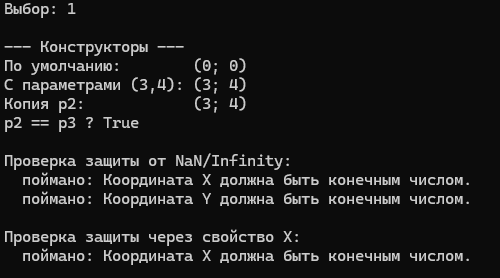 Выбор: 1
--- Конструкторы ---
По умолчанию: (0; 0)
С параметрами (3,4): (3; 4)
Копия p2: (3; 4)
p2 == p3 ? True
Проверка защиты от NaN/Infinity:
поймано: Координата X должна быть конечным числом.
поймано: Координата Y должна быть конечным числом.
Проверка защиты через свойство X:
поймано: Координата X должна быть конечным числом.